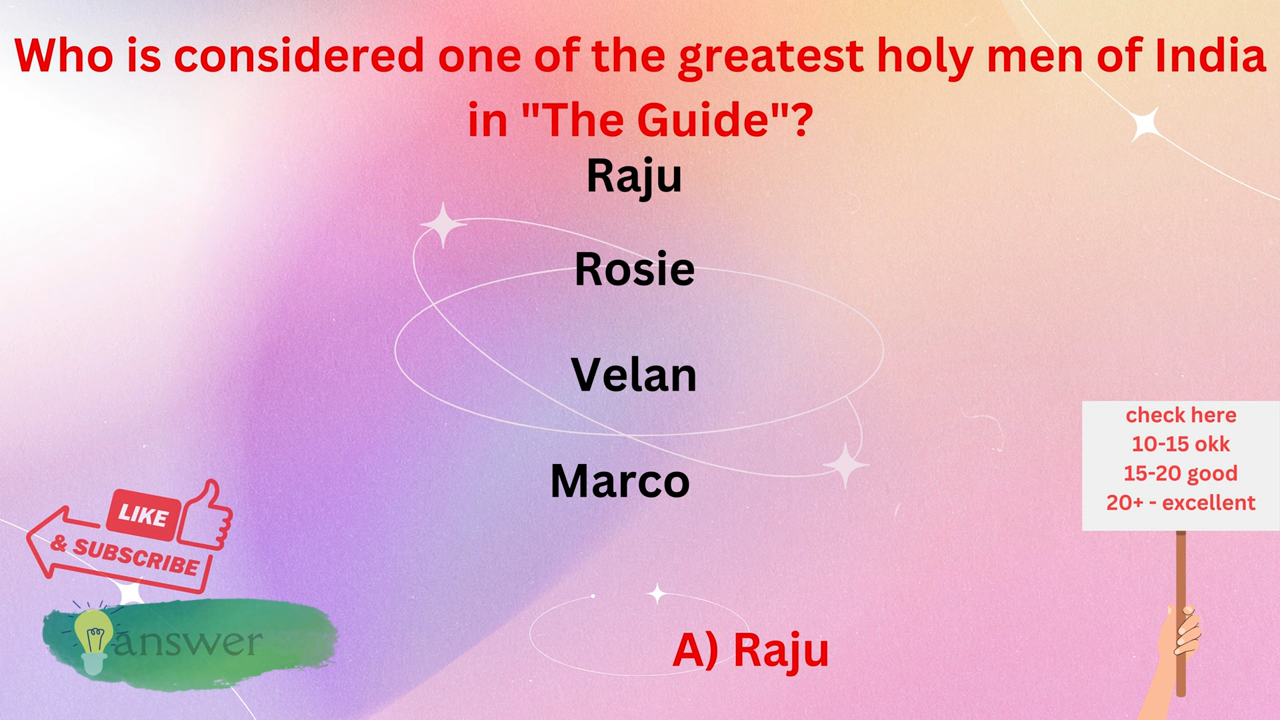 Who is considered one of the greatest holy men of India
in "The Guide"?
Raju
Rosie
Velan
Marco
check here
10-15 okk
15-20 good
20+ - excellent
LIKE
& SUBSCRIBE
answer
A) Raju